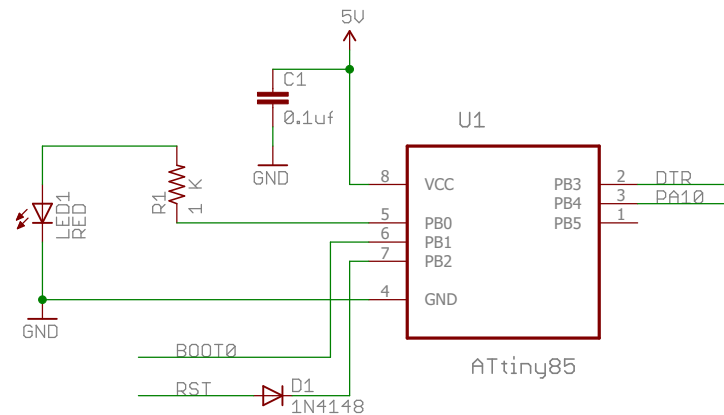 5V
C1
0.1uf
GND
U1
8
VCC
PB3
2
DTR
PB4
3
PA10
R1
1 K
5
PB0
PB5
1
LED1
RED
6
PB1
7
PB2
4
GND
GND
BOOT0
ATtiny85
RST
D1
1N4148